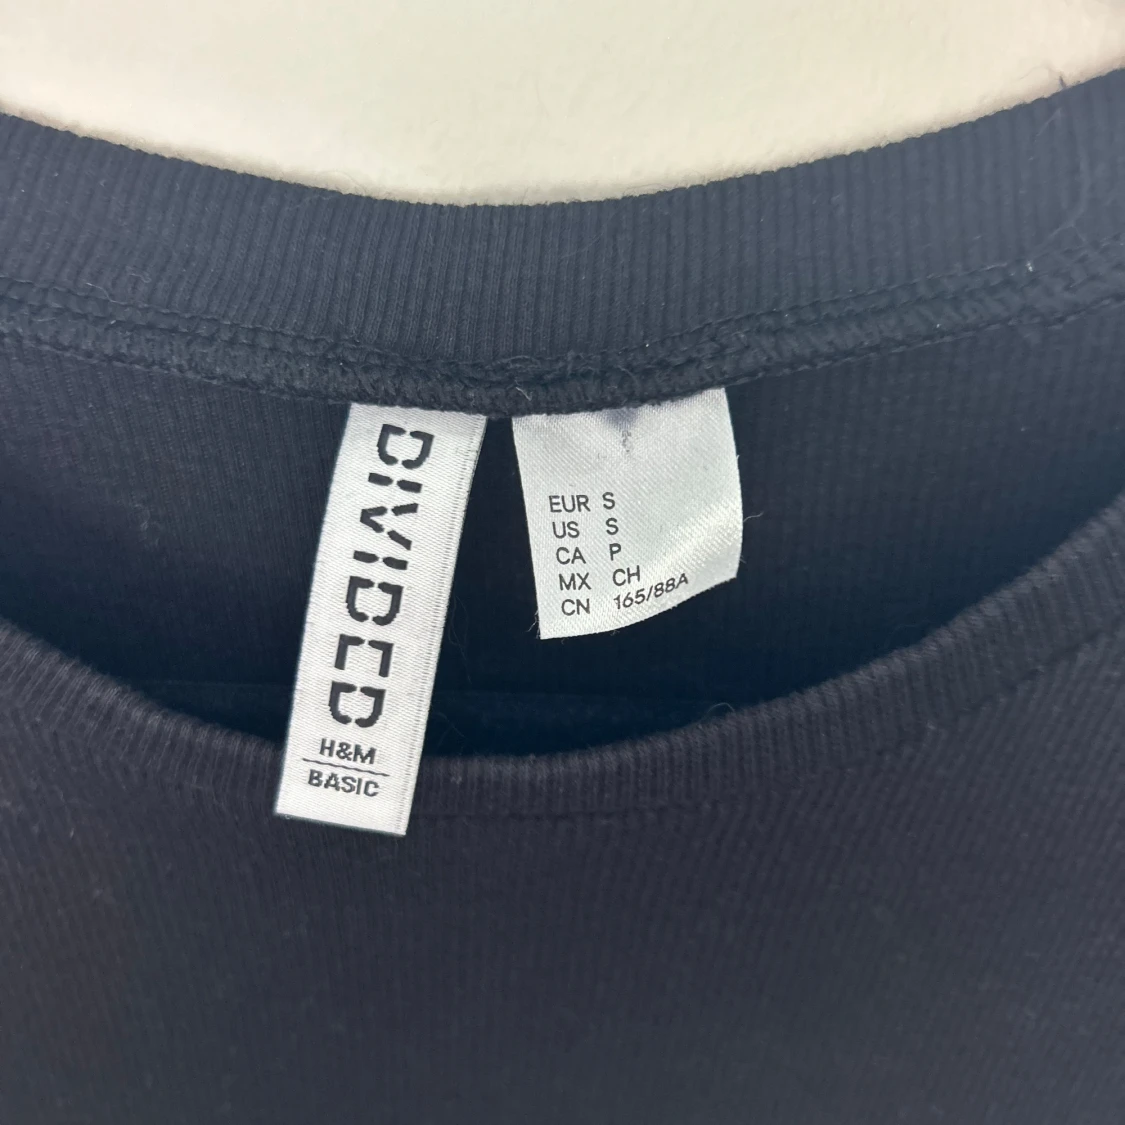 DIVIDED
H&M
BASIC
EUR S
US S
CA P
MX CH
CN 165/88A